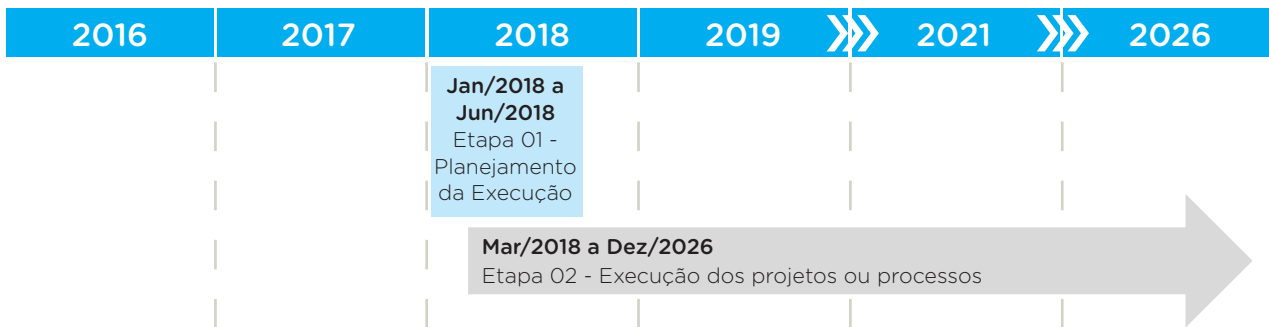 2016 2017 2018 2019 2021 2026
Jan/2018 a
Jun/2018
Etapa 01 -
Planejamento
da Execução
Mar/2018 a Dez/2026
Etapa 02 - Execução dos projetos ou processos